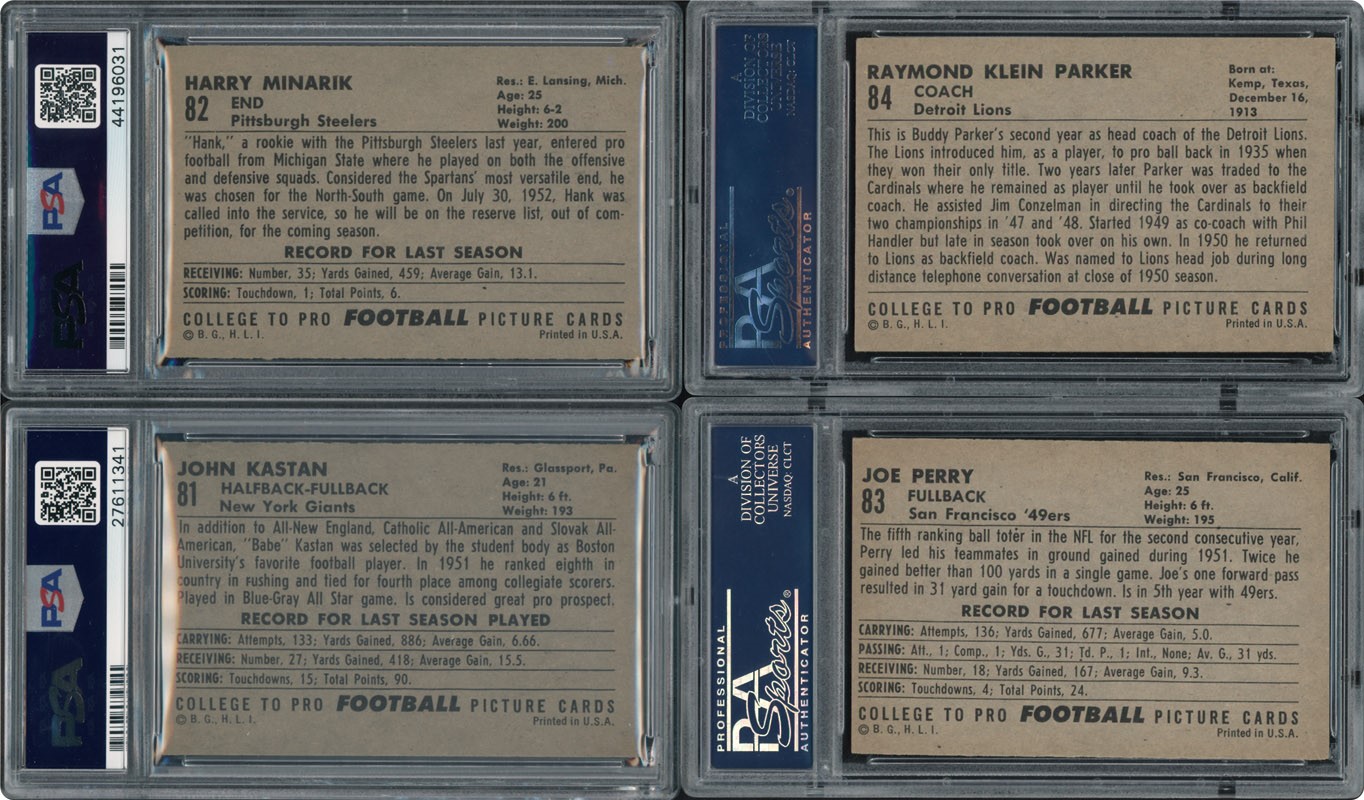 44196031
PSA
PSA
HARRY MINARIK
82 END
Pittsburgh Steelers
Res.: E. Lansing, Mich.
Age: 25
Height: 6-2
Weight: 200
"Hank," a rookie with the Pittsburgh Steelers last year, entered pro
football from Michigan State where he played on both the offensive
and defensive squads. Considered the Spartans' most versatile end, he
was chosen for the North-South game. On July 30, 1952, Hank was
called into the service, so he will be on the reserve list, out of com-
petition, for the coming season.
RECORD FOR LAST SEASON
RECEIVING: Number, 35; Yards Gained, 459; Average Gain, 13.1.
SCORING: Touchdown, 1; Total Points, 6.
COLLEGE TO PRO FOOTBALL PICTURE CARDS
© B. G., H. L. I. Printed in U.S.A.
A
DIVISION OF
COLLECTORS
UNIVERSE
NASDAQ: CLCT
PROFESSIONAL
PSA
Sports®
AUTHENTICATOR
RAYMOND KLEIN PARKER
84 COACH
Detroit Lions
Born at:
Kemp, Texas,
December 16,
1913
This is Buddy Parker's second year as head coach of the Detroit Lions.
The Lions introduced him, as a player, to pro ball back in 1935 when
they won their only title. Two years later Parker was traded to the
Cardinals where he remained as player until he took over as backfield
coach. He assisted Jim Conzelman in directing the Cardinals to their
two championships in '47 and '48. Started 1949 as co-coach with Phil
Handler but late in season took over on his own. In 1950 he returned
to Lions as backfield coach. Was named to Lions head job during long
distance telephone conversation at close of 1950 season.
COLLEGE TO PRO FOOTBALL PICTURE CARDS
© B. G., H. L. I. Printed in U.S.A.
27611341
PSA
PSA
JOHN KASTAN
81 HALFBACK-FULLBACK
New York Giants
Res.: Glassport, Pa.
Age: 21
Height: 6 ft.
Weight: 193
In addition to All-New England, Catholic All-American and Slovak All-
American, "Babe" Kastan was selected by the student body as Boston
University's favorite football player. In 1951 he ranked eighth in
country in rushing and tied for fourth place among collegiate scorers.
Played in Blue-Gray All Star game. Is considered great pro prospect.
RECORD FOR LAST SEASON PLAYED
CARRYING: Attempts, 133; Yards Gained, 886; Average Gain, 6.66.
RECEIVING: Number, 27; Yards Gained, 418; Average Gain, 15.5.
SCORING: Touchdowns, 15; Total Points, 90.
COLLEGE TO PRO FOOTBALL PICTURE CARDS
© B. G., H. L. I. Printed in U.S.A.
A
DIVISION OF
COLLECTORS
UNIVERSE
NASDAQ: CLCT
PROFESSIONAL
PSA
Sports®
AUTHENTICATOR
JOE PERRY
83 FULLBACK
San Francisco '49ers
Res.: San Francisco, Calif.
Age: 25
Height: 6 ft.
Weight: 195
The fifth ranking ball toter in the NFL for the second consecutive year,
Perry led his teammates in ground gained during 1951. Twice he
gained better than 100 yards in a single game. Joe's one forward pass
resulted in 31 yard gain for a touchdown. Is in 5th year with 49ers.
RECORD FOR LAST SEASON
CARRYING: Attempts, 136; Yards Gained, 677; Average Gain, 5.0.
PASSING: Att., 1; Comp., 1; Yds. G., 31; Td. P., 1; Int., None; Av. G., 31 yds.
RECEIVING: Number, 18; Yards Gained, 167; Average Gain, 9.3.
SCORING: Touchdowns, 4; Total Points, 24.
COLLEGE TO PRO FOOTBALL PICTURE CARDS
© B. G., H. L. I. Printed in U.S.A.